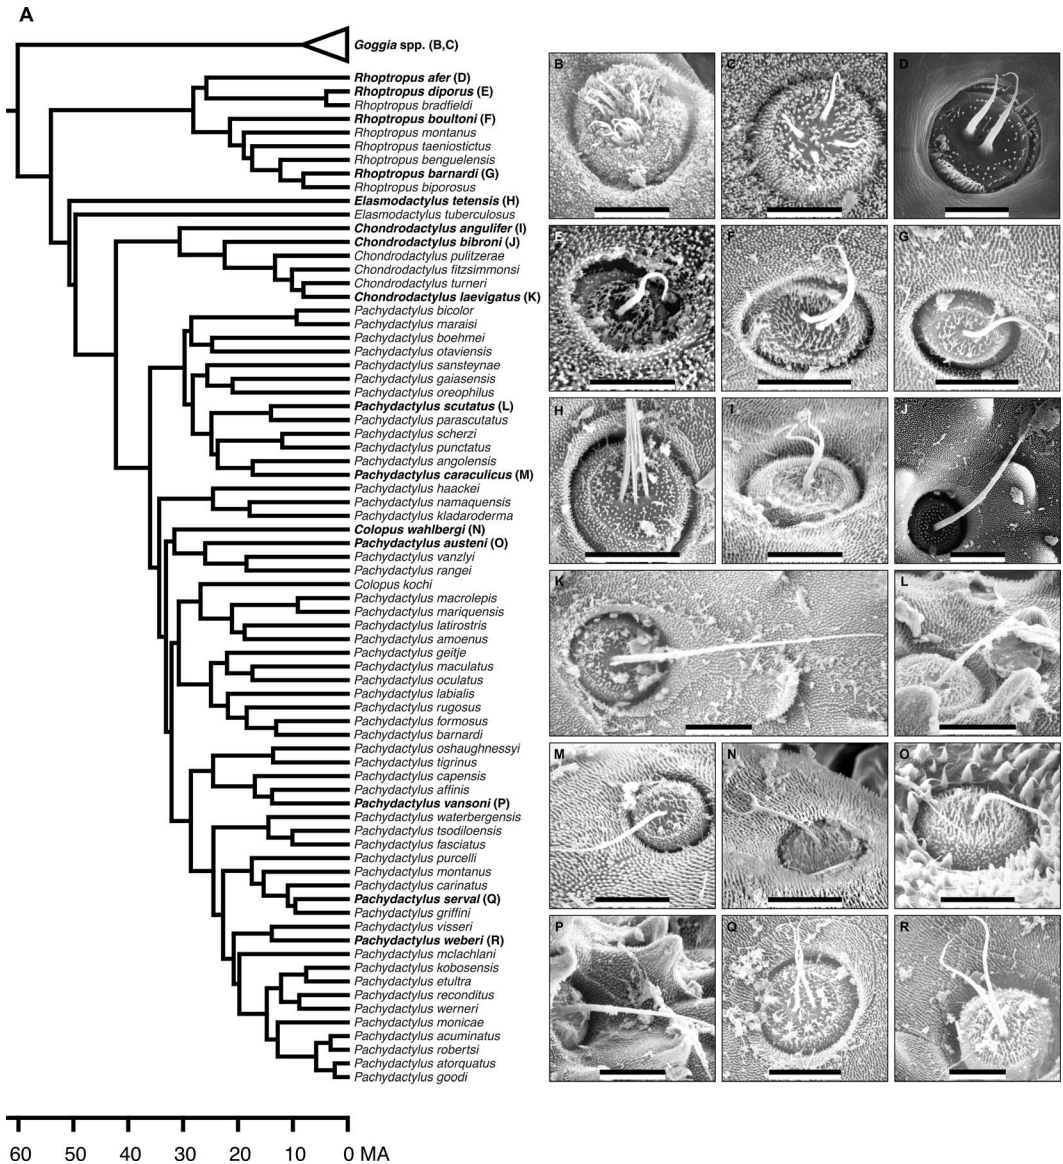 A
Goggia spp. (B,C)
Rhoptropus afer (D)
Rhoptropus diporus (E)
Rhoptropus bradfieldi
Rhoptropus boultoni (F)
Rhoptropus montanus
Rhoptropus taeniostictus
Rhoptropus benguelensis
Rhoptropus barnardi (G)
Rhoptropus biporosus
Elasmodactylus tetensis (H)
Elasmodactylus tuberculosus
Chondrodactylus angulifer (I)
Chondrodactylus bibroni (J)
Chondrodactylus pulitzerae
Chondrodactylus fitzsimmonsi
Chondrodactylus turneri
Chondrodactylus laevigatus (K)
Pachydactylus bicolor
Pachydactylus maraisi
Pachydactylus boehmei
Pachydactylus otaviensis
Pachydactylus sansteynae
Pachydactylus gaiasensis
Pachydactylus oreophilus
Pachydactylus scutatus (L)
Pachydactylus parascutatus
Pachydactylus scherzi
Pachydactylus punctatus
Pachydactylus angolensis
Pachydactylus caraculicus (M)
Pachydactylus haackei
Pachydactylus namaquensis
Pachydactylus kladaroderma
Colopus wahlbergi (N)
Pachydactylus austeni (O)
Pachydactylus vanzlyi
Pachydactylus rangei
Colopus kochi
Pachydactylus macrolepis
Pachydactylus mariquensis
Pachydactylus latirostris
Pachydactylus amoenus
Pachydactylus geitje
Pachydactylus maculatus
Pachydactylus oculatus
Pachydactylus labialis
Pachydactylus rugosus
Pachydactylus formosus
Pachydactylus barnardi
Pachydactylus oshaughnessyi
Pachydactylus tigrinus
Pachydactylus capensis
Pachydactylus affinis
Pachydactylus vansoni (P)
Pachydactylus waterbergensis
Pachydactylus tsodiloensis
Pachydactylus fasciatus
Pachydactylus purcelli
Pachydactylus montanus
Pachydactylus carinatus
Pachydactylus serval (Q)
Pachydactylus griffini
Pachydactylus visseri
Pachydactylus weberi (R)
Pachydactylus mclachlani
Pachydactylus kobosensis
Pachydactylus etultra
Pachydactylus reconditus
Pachydactylus werneri
Pachydactylus monicae
Pachydactylus acuminatus
Pachydactylus robertsi
Pachydactylus atorquatus
Pachydactylus goodi
60 50 40 30 20 10 0 MA
B C D
E F G
H I J
K L
M N O
P Q R